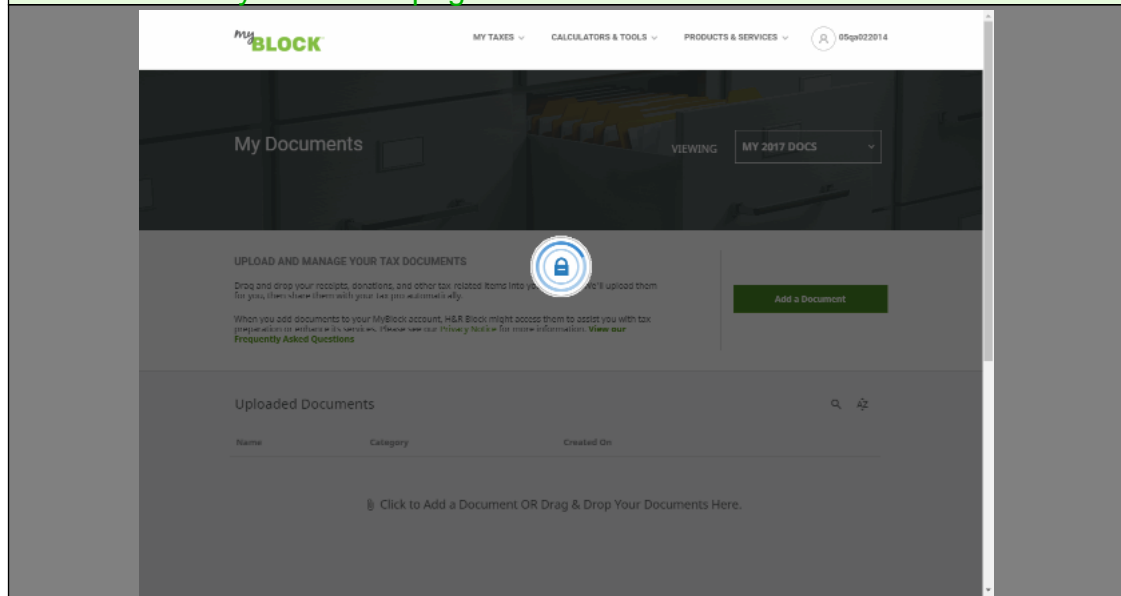 my BLOCK
MY TAXES CALCULATORS & TOOLS PRODUCTS & SERVICES 05qa022014
My Documents
VIEWING MY 2017 DOCS
UPLOAD AND MANAGE YOUR TAX DOCUMENTS
Drag and drop your receipts, donations, and other tax related items into 'll upload them
for you, then share them with your tax pro automatically.
Add a Document
When you add documents to your MyBlock account, H&R Block might access them to assist you with tax
preparation or enhance its services. Please see our Privacy Notice for more information. View our
Frequently Asked Questions
Uploaded Documents
AZ
Name Category Created On
Click to Add a Document OR Drag & Drop Your Documents Here.